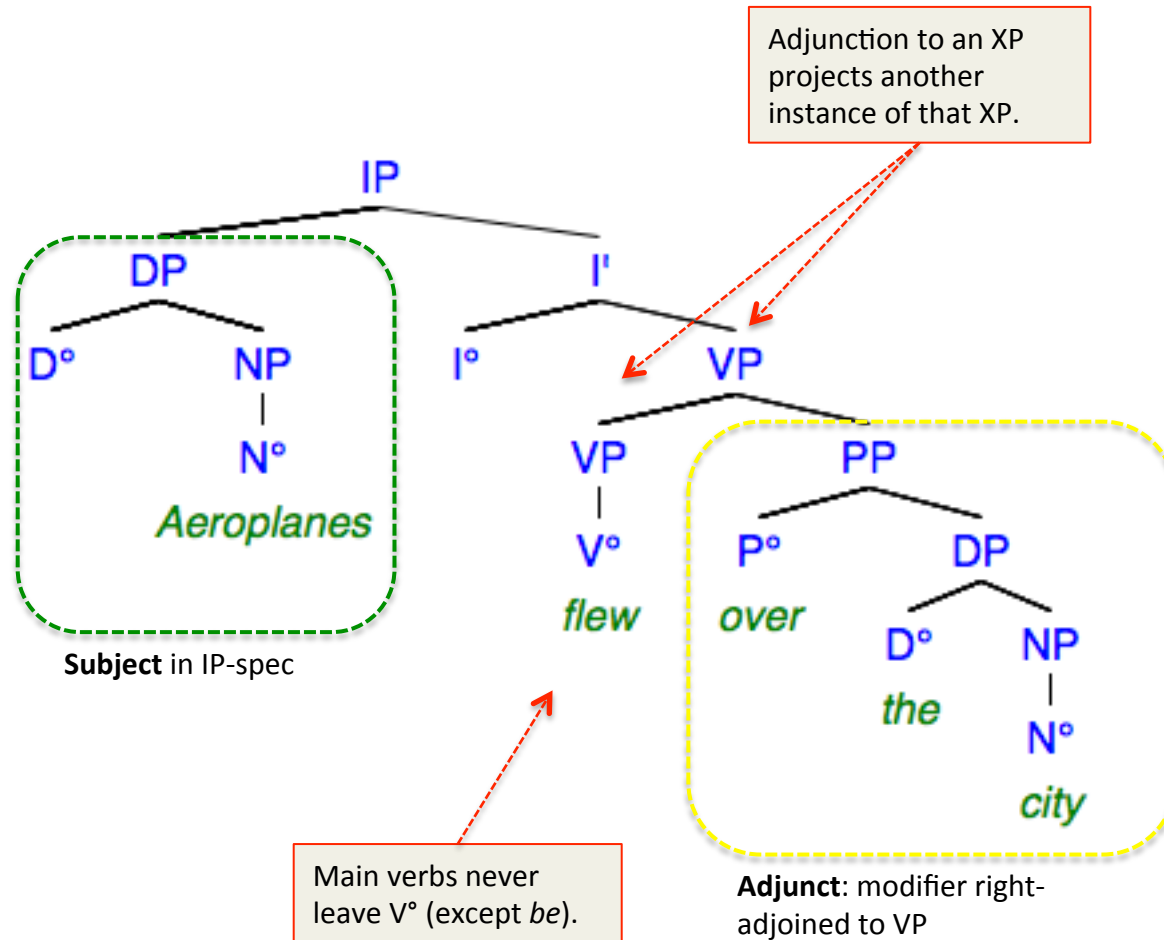 Adjunction to an XP
projects another
instance of that XP.
IP
DP I'
D° NP I° VP
N° VP PP
Aeroplanes V° P° DP
flew over D° NP
Subject in IP-spec
the N°
city
Main verbs never
leave V° (except be).
Adjunct: modifier right-
adjoined to VP